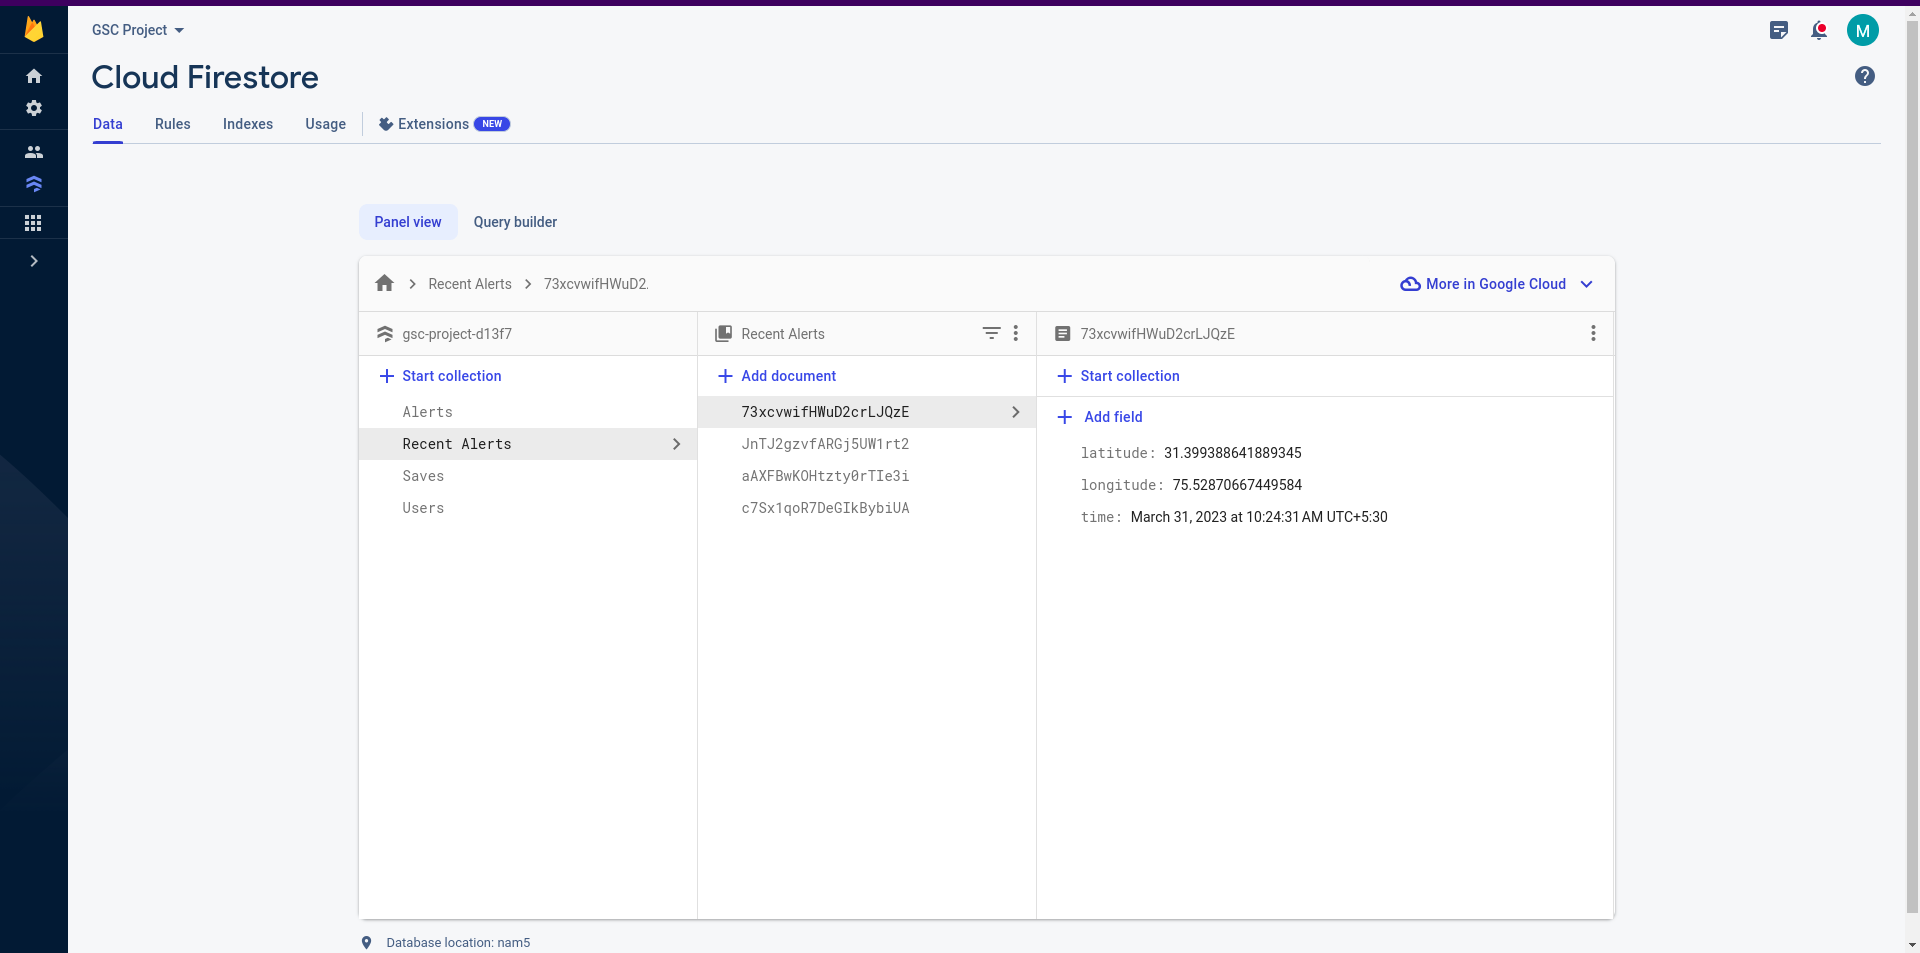 GSC Project
M
Cloud Firestore
?
Data Rules Indexes Usage Extensions NEW
Panel view Query builder
Recent Alerts 73xcvwifHWuD2.
More in Google Cloud
gsc-project-d13f7
Start collection
Alerts
Recent Alerts
Saves
Users
Recent Alerts
Add document
73xcvwifHWuD2crLJQzE
JnTJ2gzvfARGj5UW1rt2
aAXFBwKOHtzty0rTIe3i
c7Sx1qoR7DeGIkBybiUA
73xcvwifHWuD2crLJQzE
Start collection
Add field
latitude: 31.399388641889345
longitude: 75.52870667449584
time: March 31, 2023 at 10:24:31 AM UTC+5:30
Database location: nam5